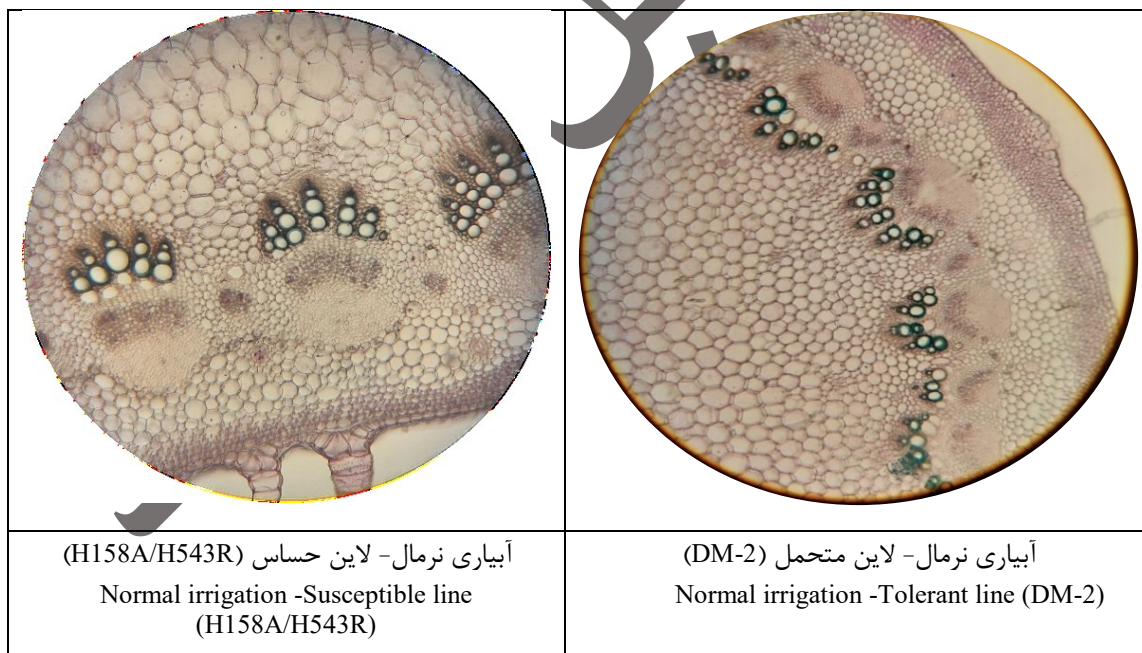 آبیاری نرمال- لاین حساس (H158A/H543R)
Normal irrigation -Susceptible line
(H158A/H543R)
آبیاری نرمال- لاین متحمل (DM-2)
Normal irrigation -Tolerant line (DM-2)